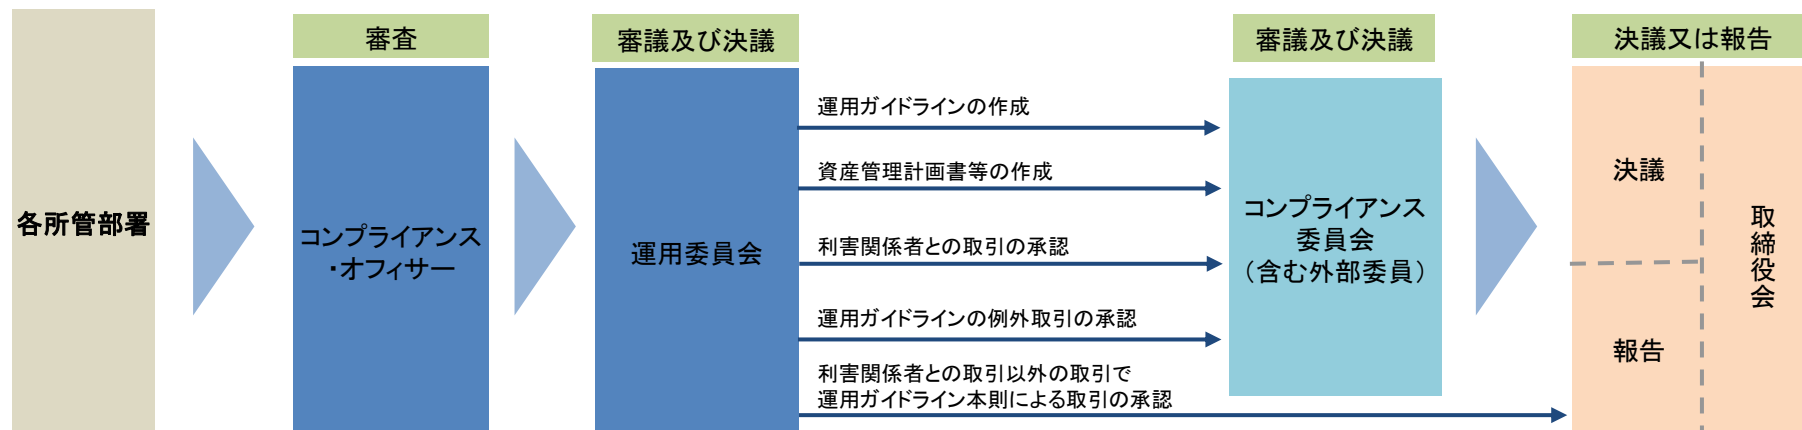 各所管部署
審査
コンプライアンス
・オフィサー
審議及び決議
運用委員会
運用ガイドラインの作成
資産管理計画書等の作成
利害関係者との取引の承認
運用ガイドラインの例外取引の承認
利害関係者との取引以外の取引で
運用ガイドライン本則による取引の承認
審議及び決議
コンプライアンス
委員会
（含む外部委員）
決議又は報告
決議
報告
取締役会